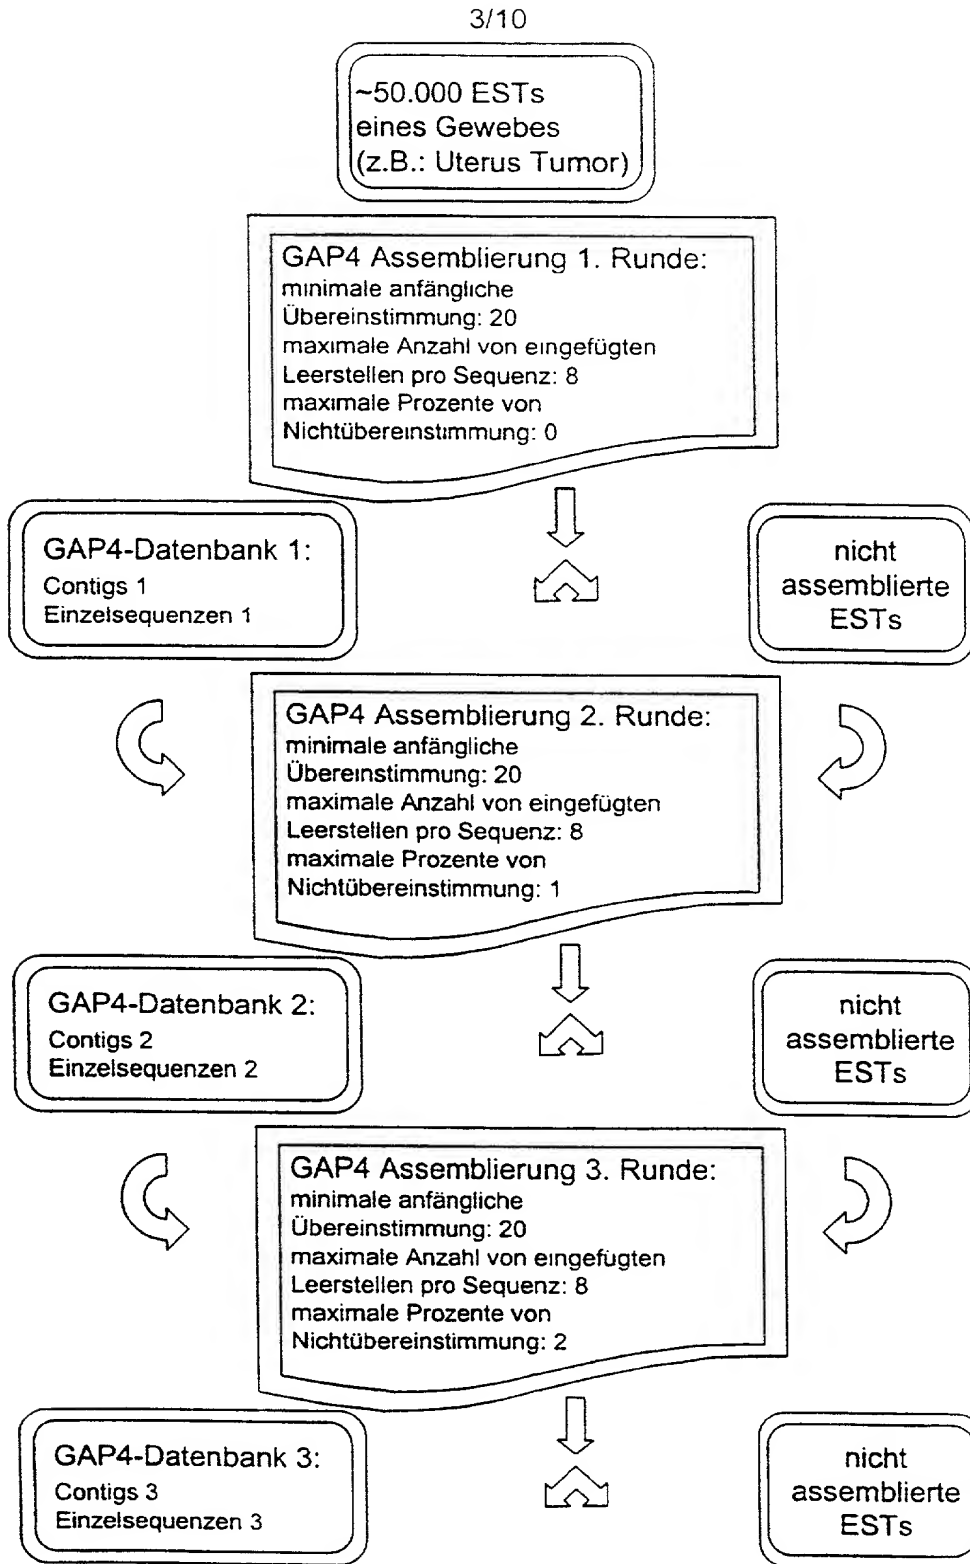 3/10
~50.000 ESTs
eines Gewebes
(z.B.: Uterus Tumor)
GAP4 Assemblierung 1. Runde:
minimale anfängliche
Übereinstimmung: 20
maximale Anzahl von eingefügten
Leerstellen pro Sequenz: 8
maximale Prozente von
Nichtübereinstimmung: 0
GAP4-Datenbank 1:
Contigs 1
Einzelsequenzen 1
nicht
assemblierte
ESTs
GAP4 Assemblierung 2. Runde:
minimale anfängliche
Übereinstimmung: 20
maximale Anzahl von eingefügten
Leerstellen pro Sequenz: 8
maximale Prozente von
Nichtübereinstimmung: 1
GAP4-Datenbank 2:
Contigs 2
Einzelsequenzen 2
nicht
assemblierte
ESTs
GAP4 Assemblierung 3. Runde:
minimale anfängliche
Übereinstimmung: 20
maximale Anzahl von eingefügten
Leerstellen pro Sequenz: 8
maximale Prozente von
Nichtübereinstimmung: 2
GAP4-Datenbank 3:
Contigs 3
Einzelsequenzen 3
nicht
assemblierte
ESTs